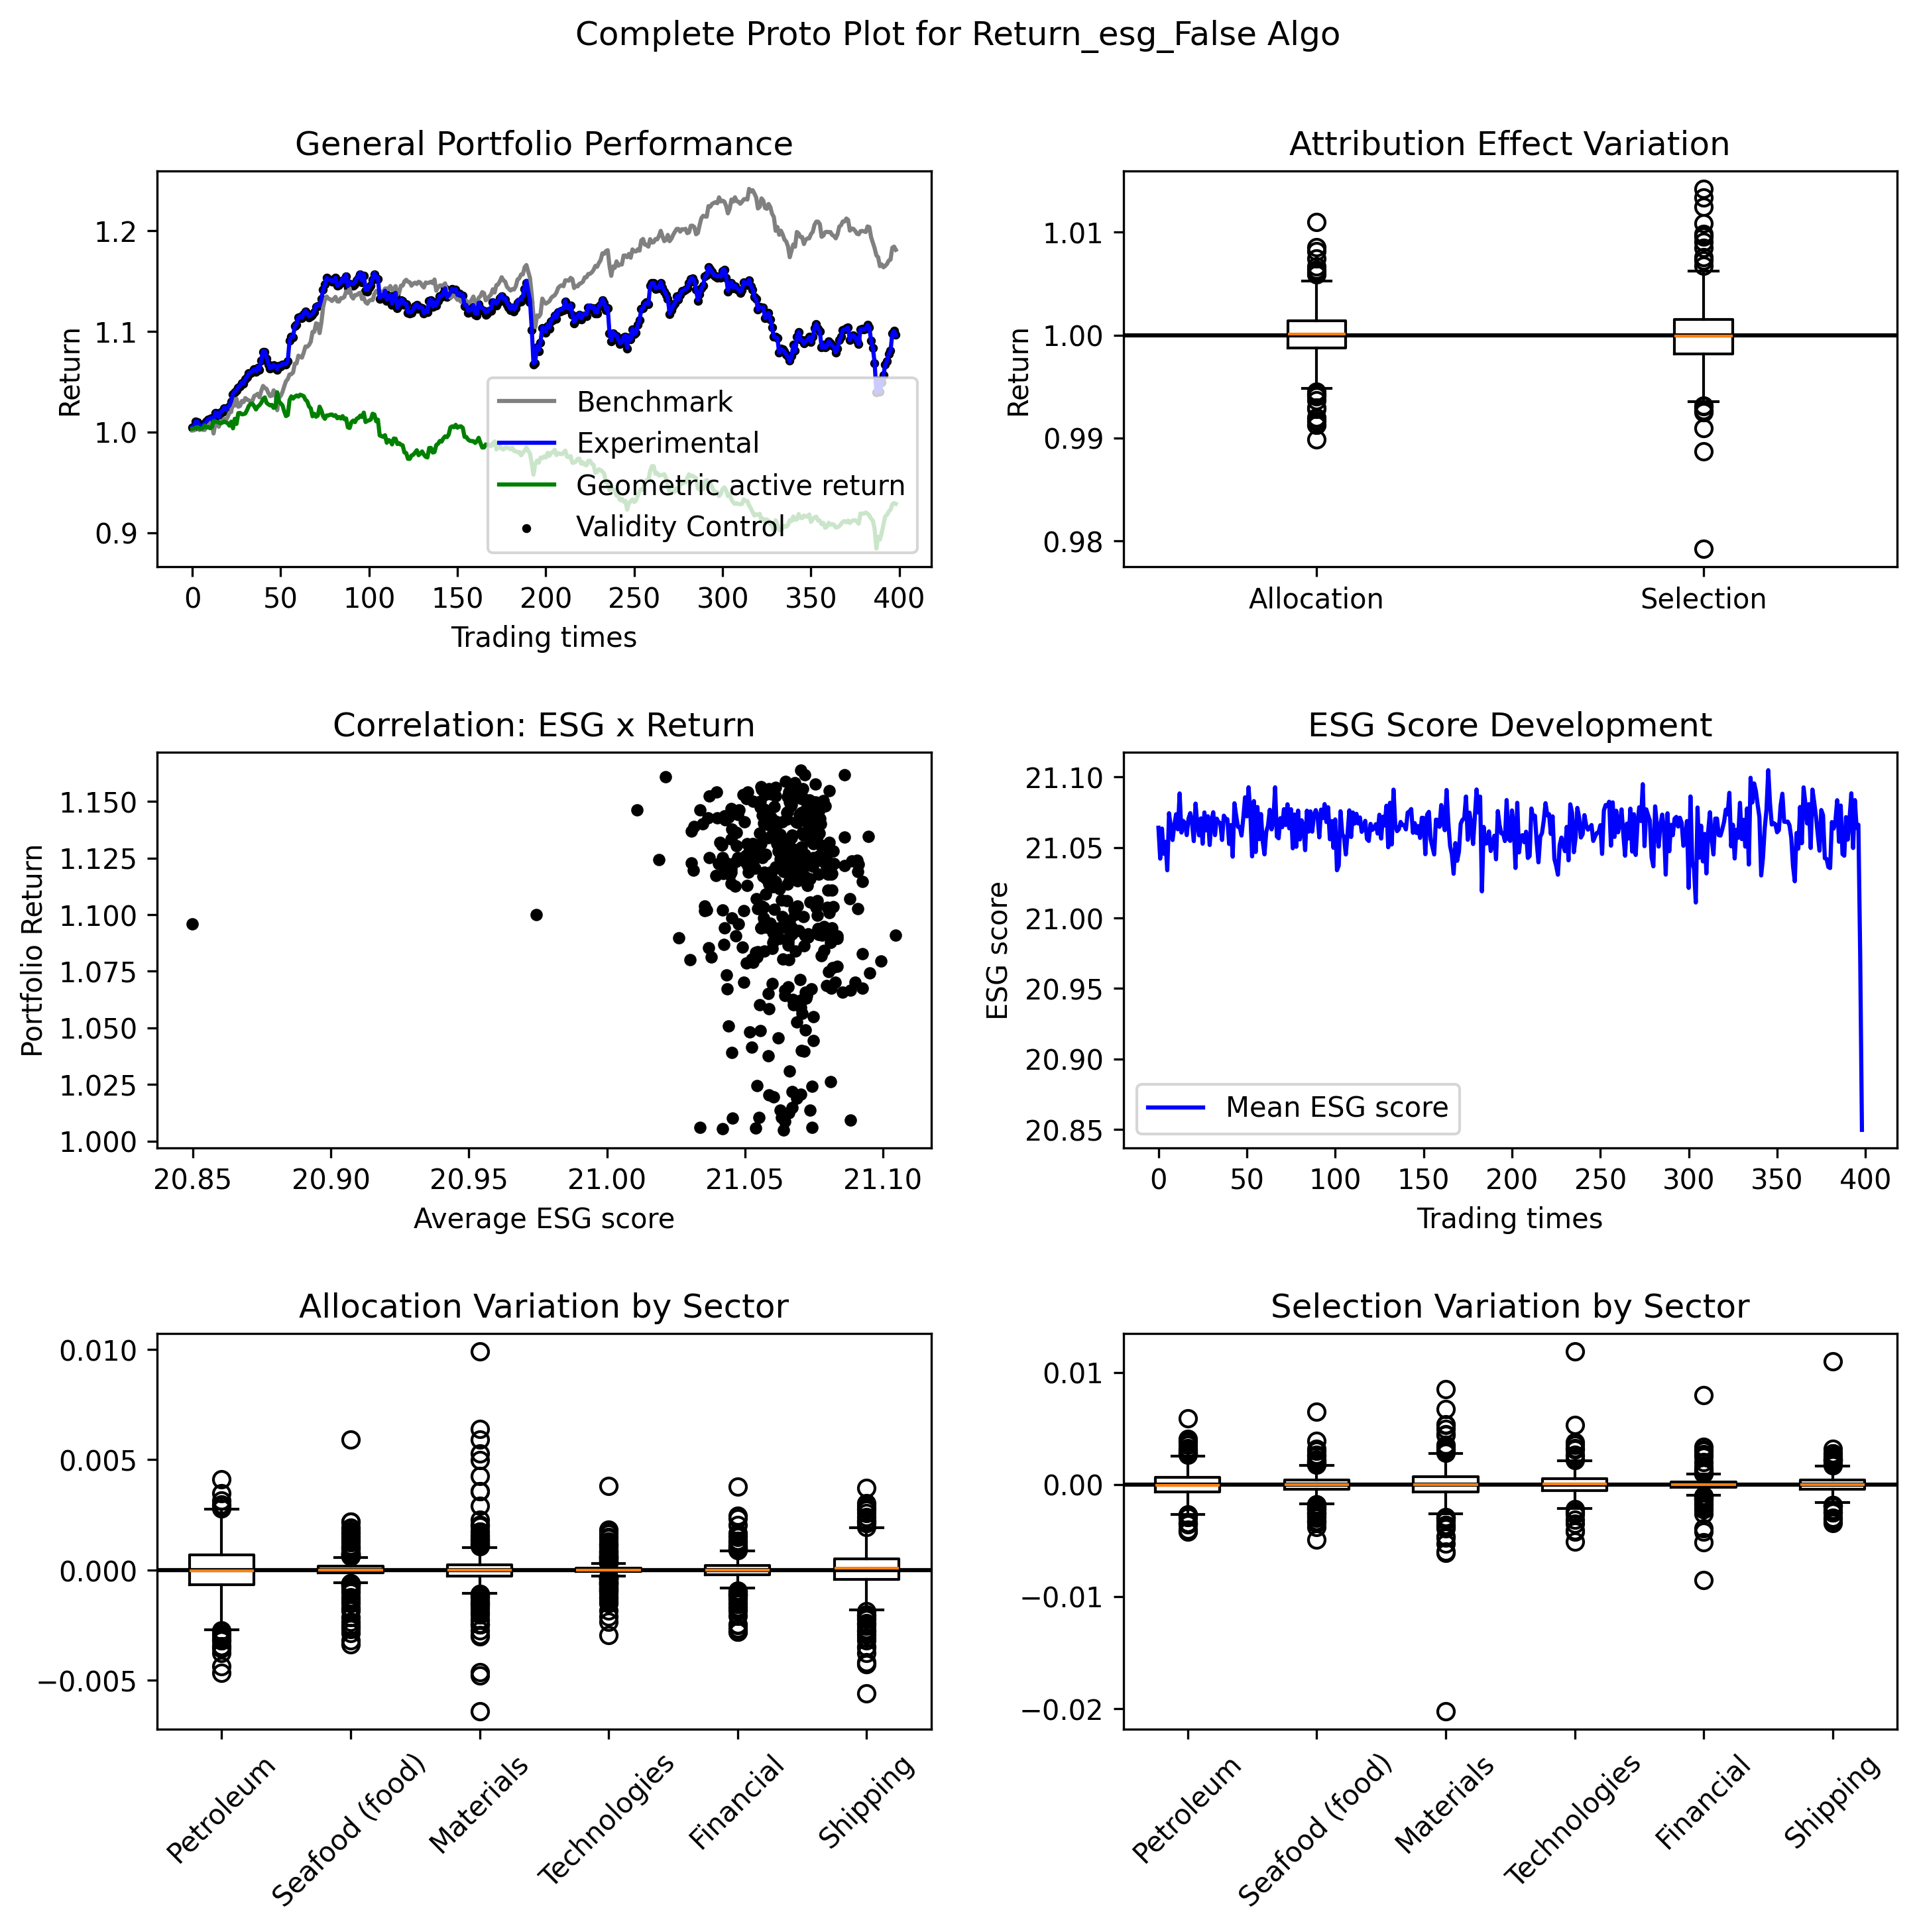 Complete Proto Plot for Return_esg_False Algo
General Portfolio Performance
Return
1.2
1.1
1.0
0.9
Benchmark
Experimental
Geometric active return
Validity Control
0 50 100 150 200 250 300 350 400
Trading times
Attribution Effect Variation
Return
1.01
1.00
0.99
0.98
Allocation Selection
Correlation: ESG x Return
Portfolio Return
1.150
1.125
1.100
1.075
1.050
1.025
1.000
20.85 20.90 20.95 21.00 21.05 21.10
Average ESG score
ESG Score Development
ESG score
21.10
21.05
21.00
20.95
20.90
20.85
Mean ESG score
0 50 100 150 200 250 300 350 400
Trading times
Allocation Variation by Sector
0.010
0.005
0.000
−0.005
Petroleum
Seafood (food)
Materials
Technologies
Financial
Shipping
Selection Variation by Sector
0.01
0.00
−0.01
−0.02
Petroleum
Seafood (food)
Materials
Technologies
Financial
Shipping